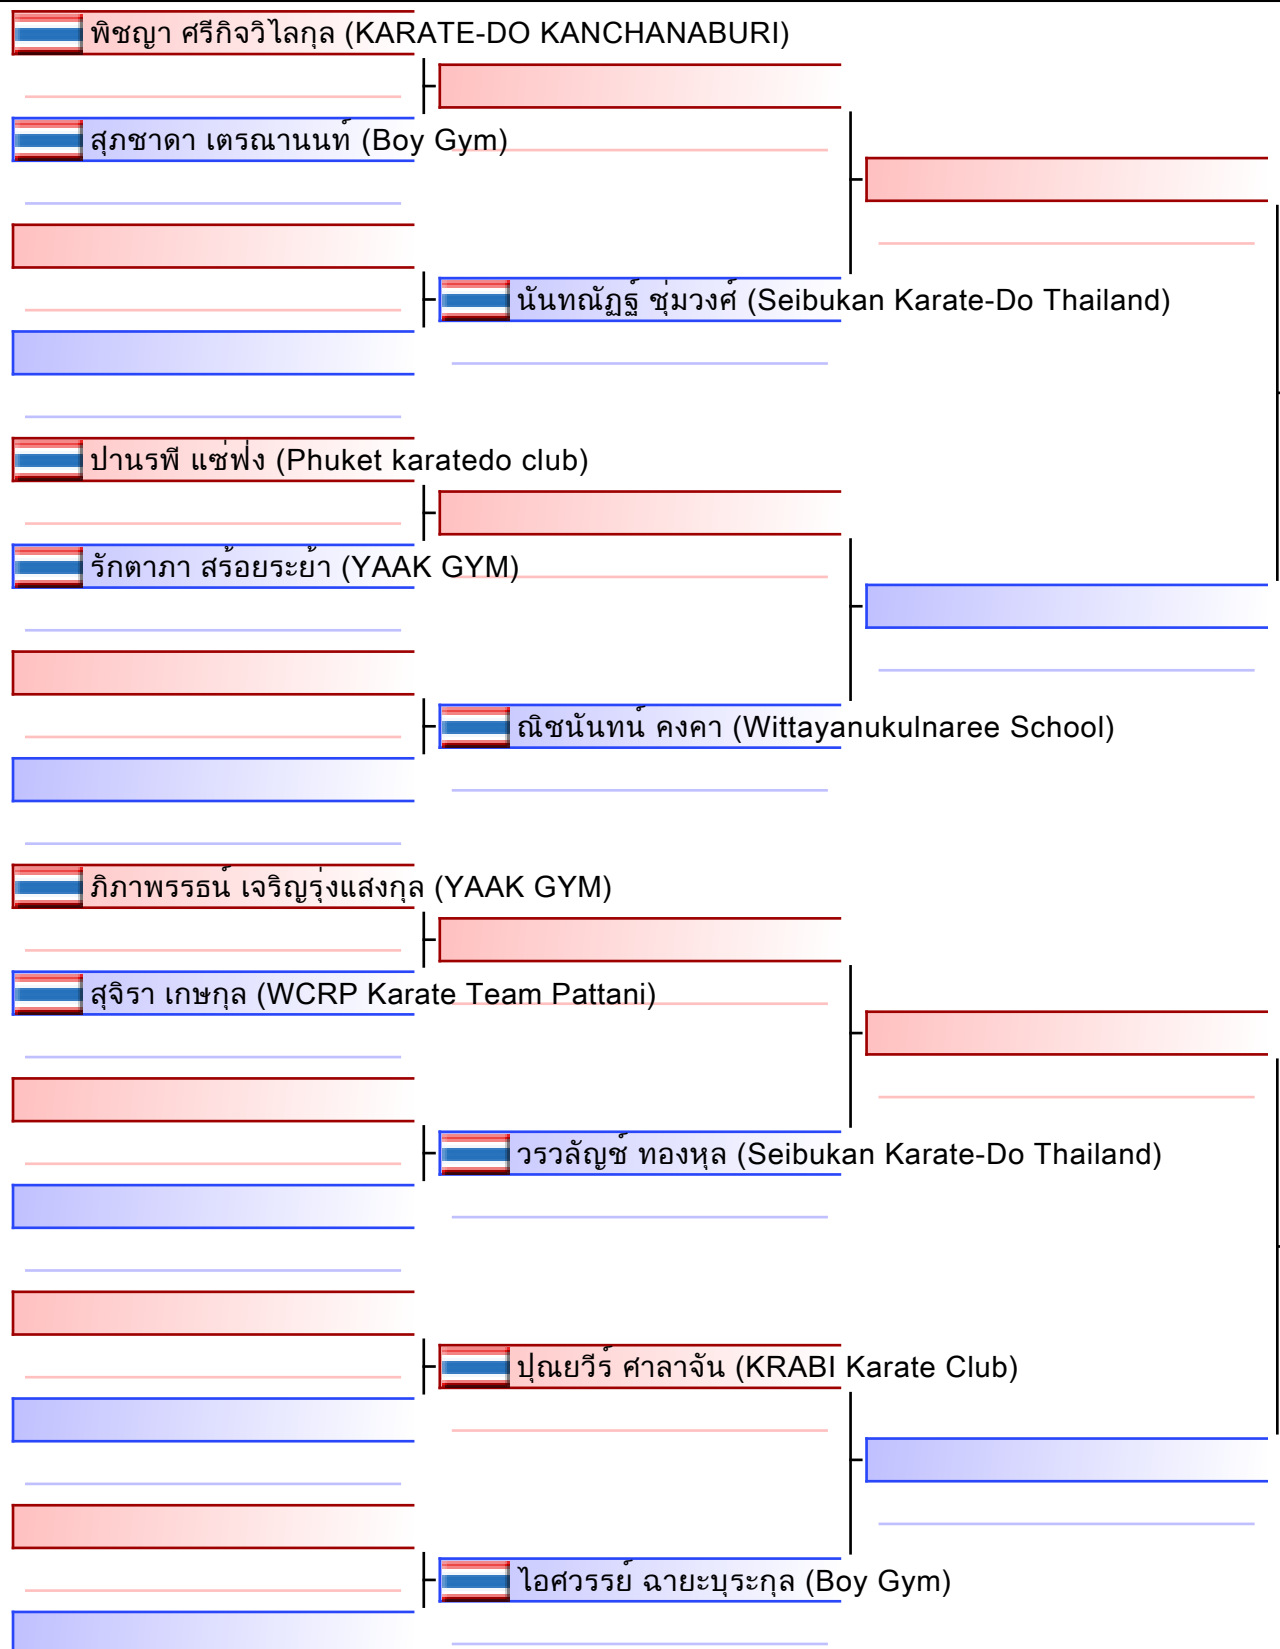 พิชญา ศรีกิจวิไลกุล (KARATE-DO KANCHANABURI)
สุภชาดา เตรณานนท์ (Boy Gym)
นันทณัฏฐ์ ชุ่มวงศ์ (Seibukan Karate-Do Thailand)
ปานรพี แซ่ฟ่ง (Phuket karatedo club)
รักตาภา สร้อยระย้า (YAAK GYM)
ณิชนันทน์ คงคา (Wittayanukulnaree School)
ภิภาพรรธน์ เจริญรุ่งแสงกุล (YAAK GYM)
สุจิรา เกษกุล (WCRP Karate Team Pattani)
วรวลัญช์ ทองหุล (Seibukan Karate-Do Thailand)
ปุณยวีร์ ศาลาจัน (KRABI Karate Club)
ไอศวรรย์ ฉายะบุระกุล (Boy Gym)